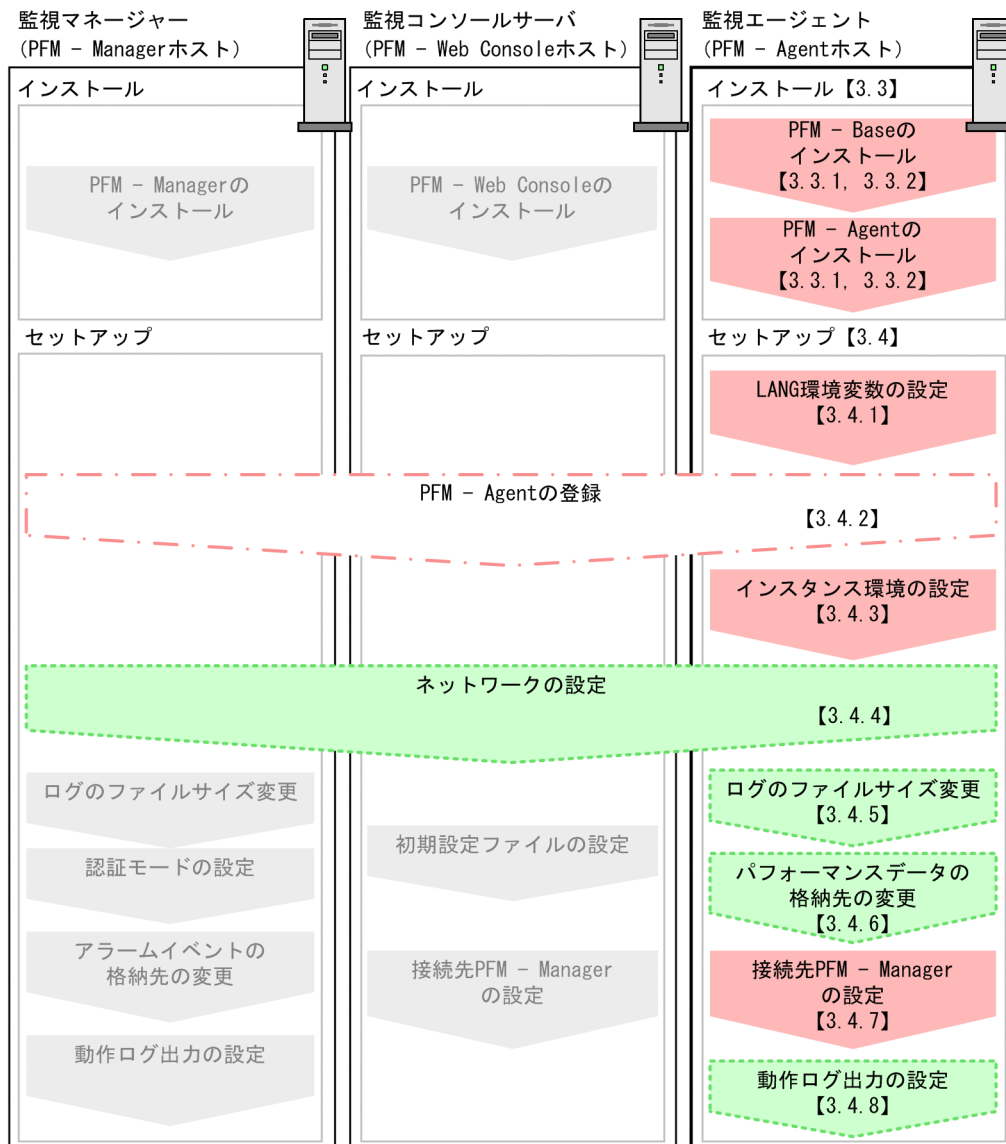 監視マネージャー
(PFM − Managerホスト)
インストール
PFM − Managerの
インストール
セットアップ
監視コンソールサーバ
(PFM − Web Consoleホスト)
インストール
PFM − Web Consoleの
インストール
セットアップ
監視エージェント
(PFM − Agentホスト)
インストール【3.3】
PFM − Baseの
インストール
【3.3.1, 3.3.2】
PFM − Agentの
インストール
【3.3.1, 3.3.2】
セットアップ【3.4】
LANG環境変数の設定
【3.4.1】
PFM − Agentの登録
【3.4.2】
インスタンス環境の設定
【3.4.3】
ネットワークの設定
【3.4.4】
ログのファイルサイズ変更
認証モードの設定
アラームイベントの
格納先の変更
動作ログ出力の設定
初期設定ファイルの設定
接続先PFM − Manager
の設定
ログのファイルサイズ変更
【3.4.5】
パフォーマンスデータの
格納先の変更
【3.4.6】
接続先PFM − Manager
の設定
【3.4.7】
動作ログ出力の設定
【3.4.8】